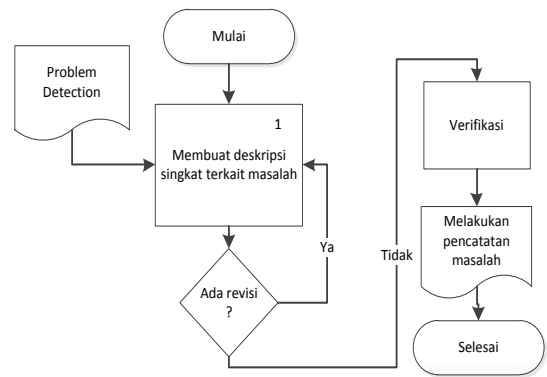 Mulai
Problem
Detection
1
Membuat deskripsi
singkat terkait masalah
Ya
Ada revisi
?
Tidak
Verifikasi
Melakukan
pencatatan
masalah
Selesai